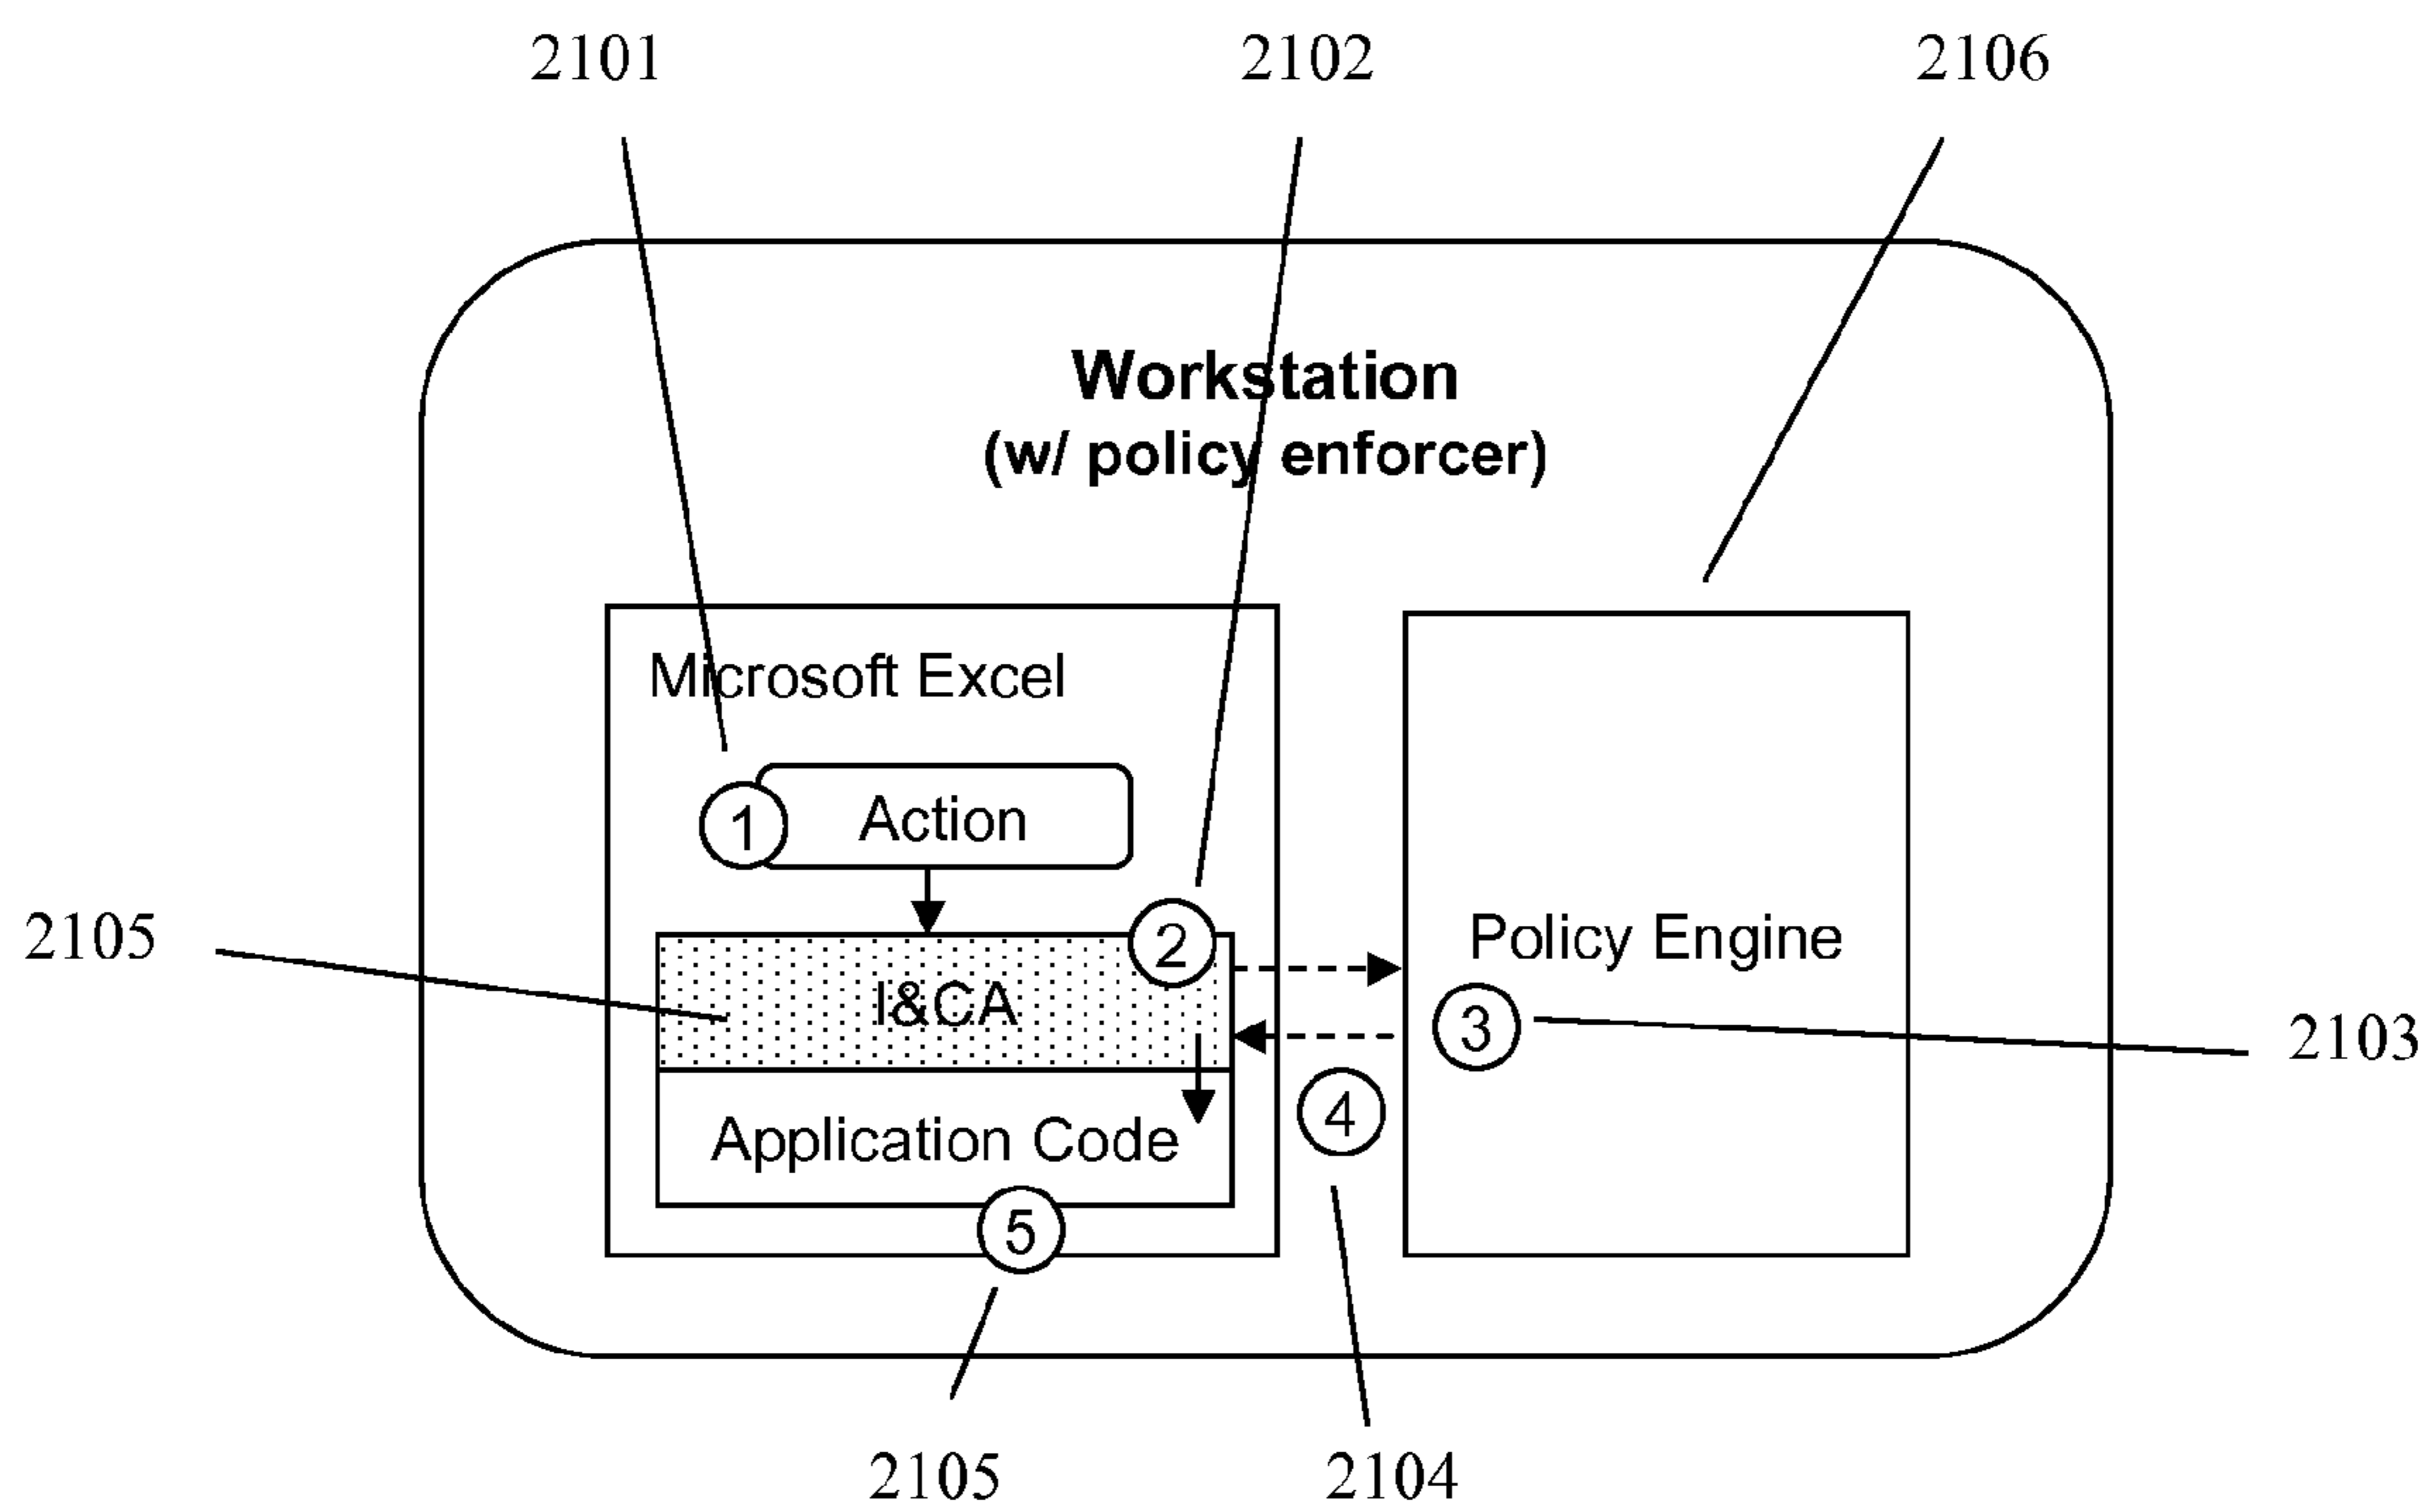 2101
2102
2106
Workstation
(w/ policy enforcer)
Microsoft Excel
1
Action
2105
2
Policy Engine
I&CA
3
2103
4
Application Code
5
2105
2104